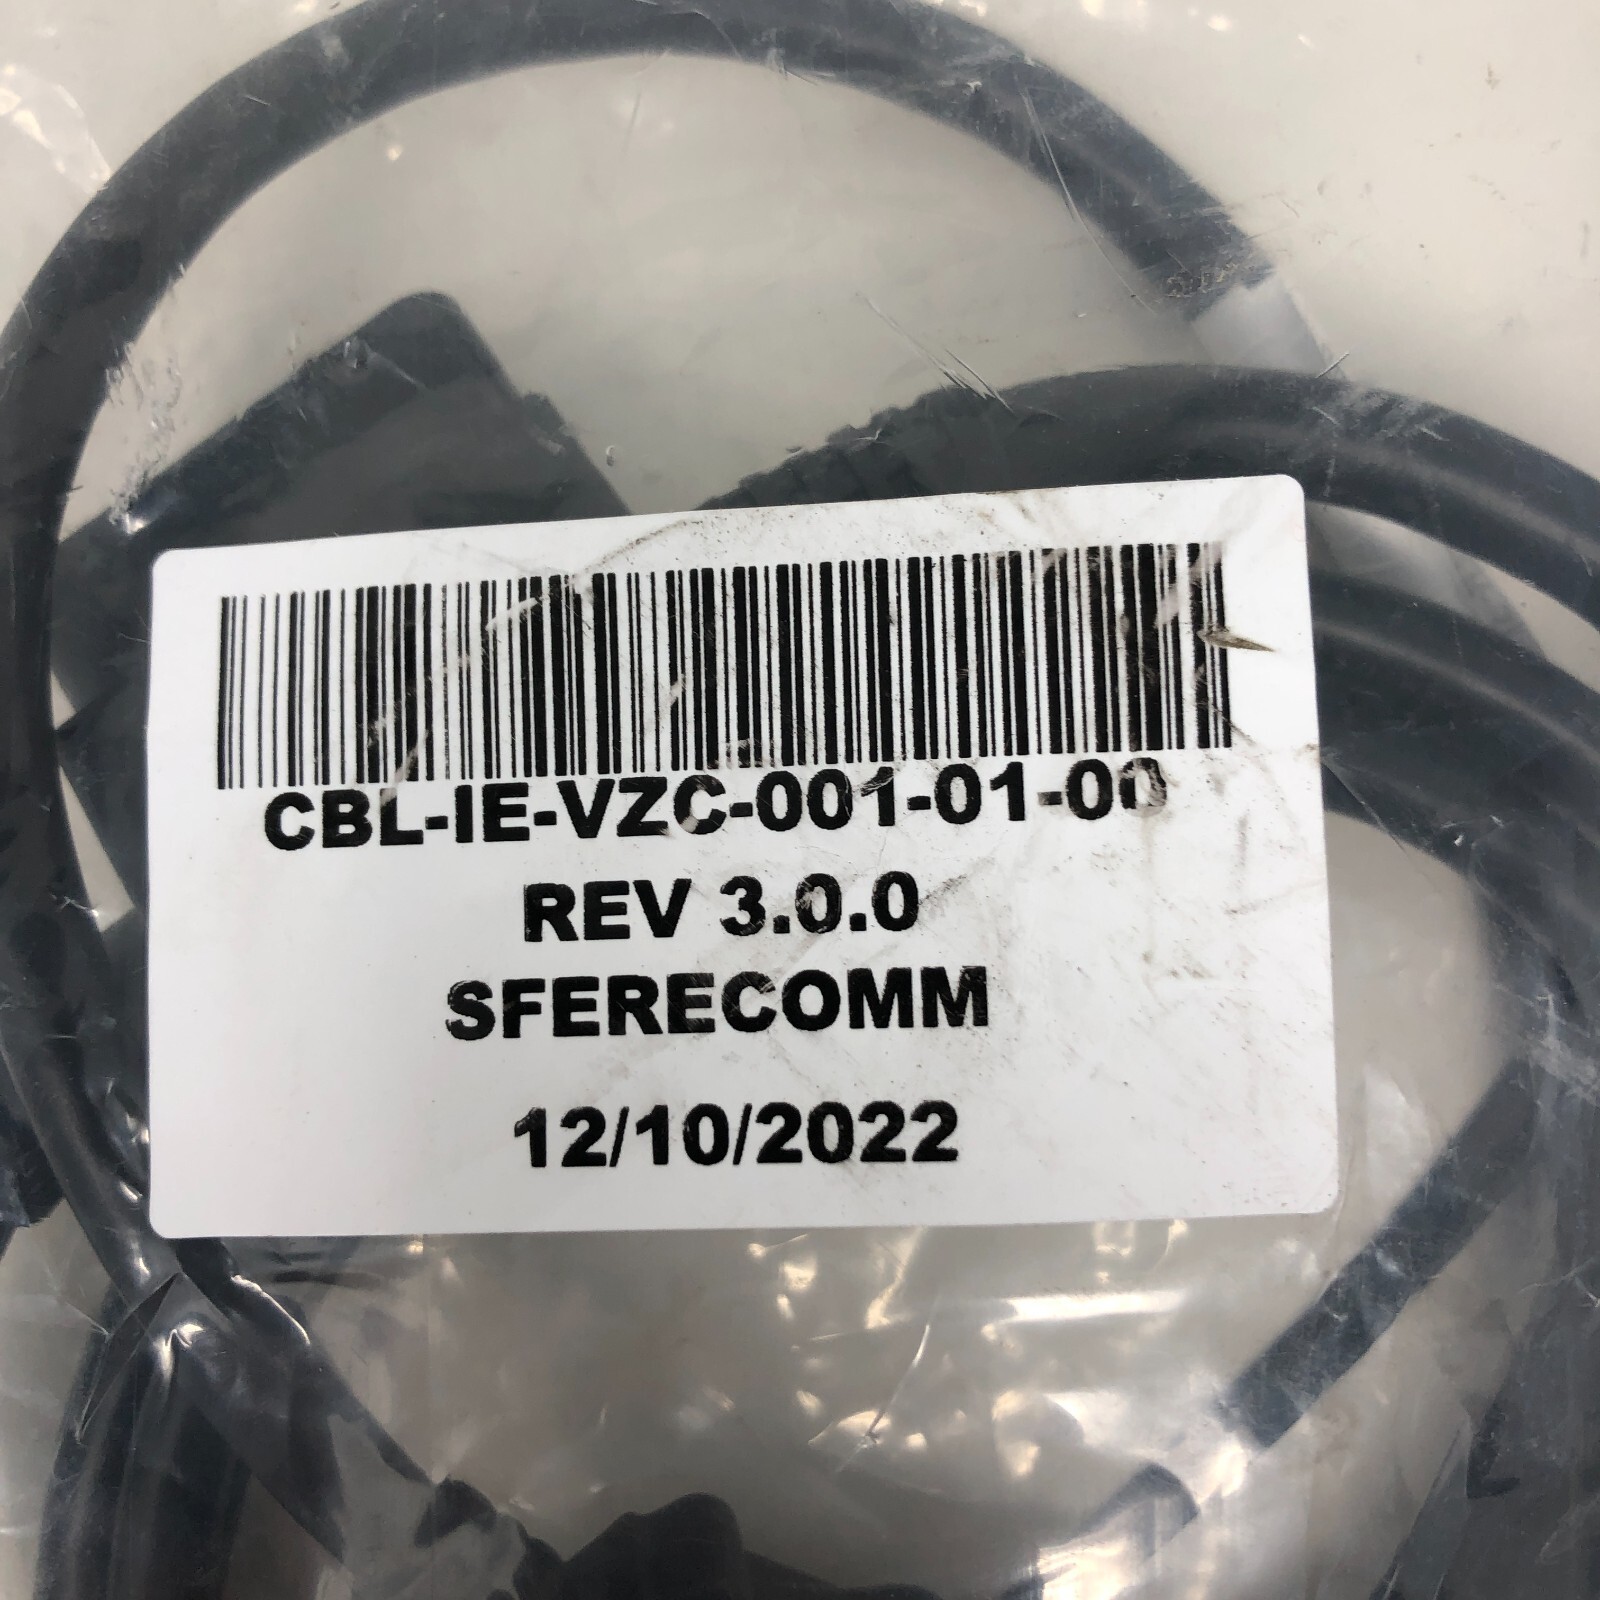 CBL-IE-VZC-001-01-00
REV 3.0.0
SFERECOMM
12/10/2022